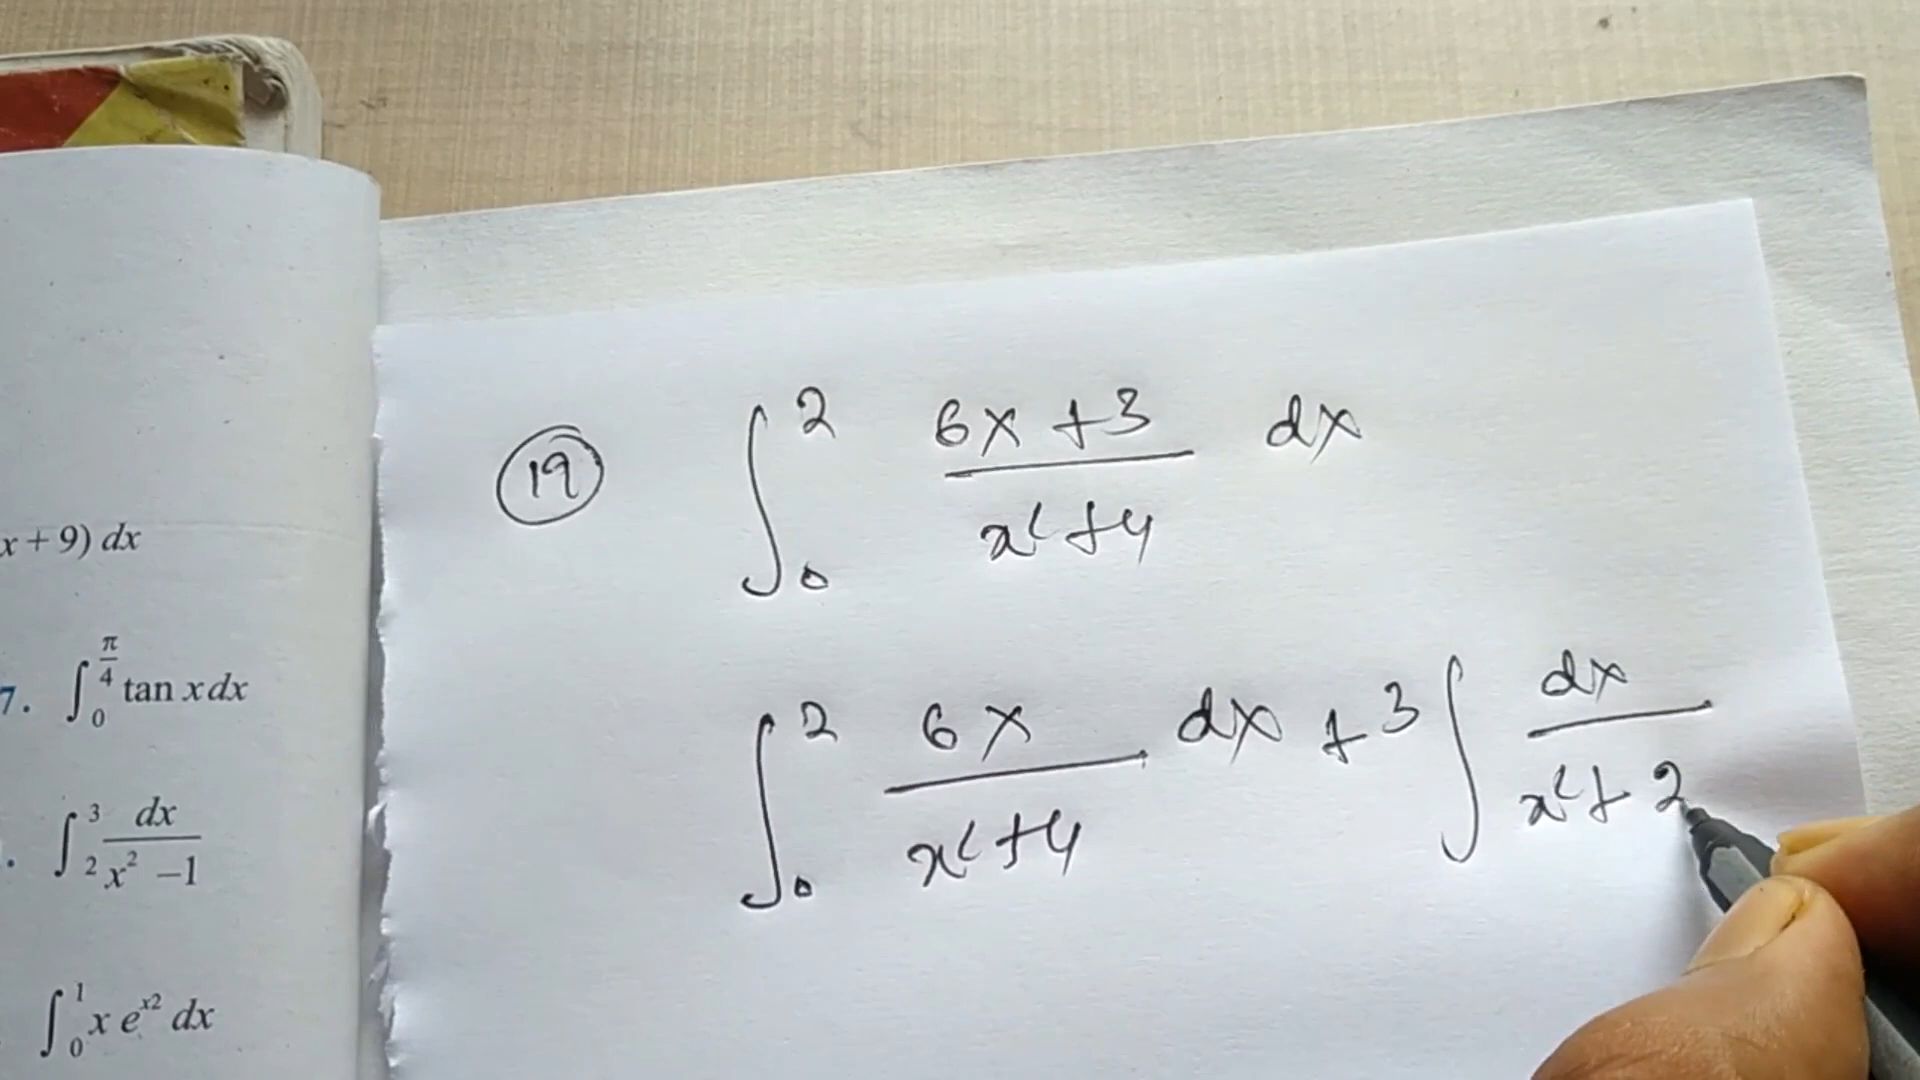 x + 9) dx
7. ∫₀^(π/4) tan x dx
. ∫₂³ dx/(x² – 1)
∫₀¹ x e^(x2) dx
(19) ∫₀² (6x + 3)/(x² + 4) dx
∫₀² 6x/(x² + 4) dx + 3 ∫ dx/(x² + 2